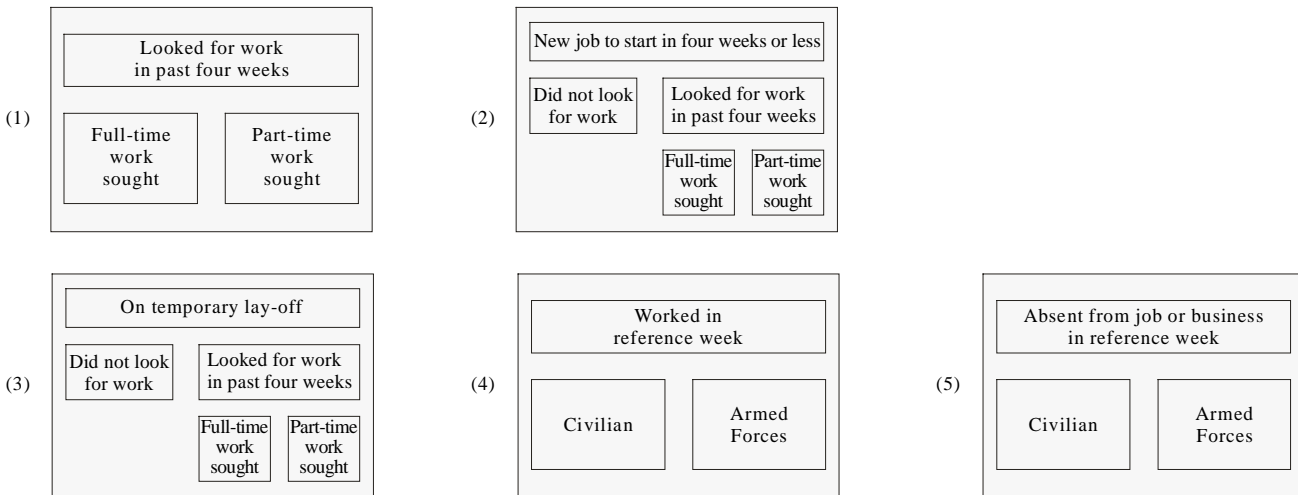 (1)
Looked for work
in past four weeks
Full-time
work
sought
Part-time
work
sought
(2)
New job to start in four weeks or less
Did not look
for work
Looked for work
in past four weeks
Full-time
work
sought
Part-time
work
sought
(3)
On temporary lay-off
Did not look
for work
Looked for work
in past four weeks
Full-time
work
sought
Part-time
work
sought
(4)
Worked in
reference week
Civilian
Armed
Forces
(5)
Absent from job or business
in reference week
Civilian
Armed
Forces